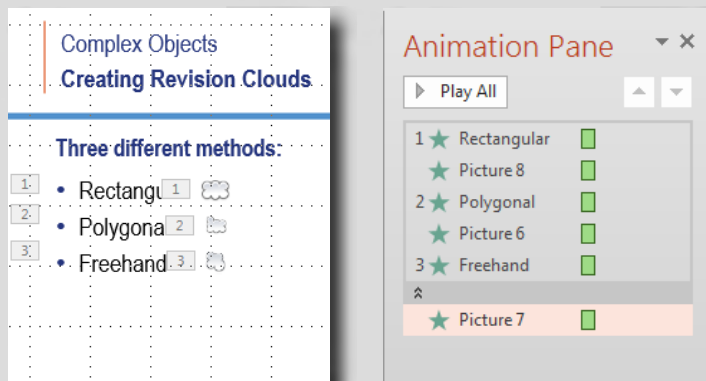 Complex Objects
Creating Revision Clouds
Three different methods:
1
• Rectangu 1
2
• Polygona 2
3
• Freehand 3
Animation Pane
Play All
1 Rectangular
Picture 8
2 Polygonal
Picture 6
3 Freehand
Picture 7